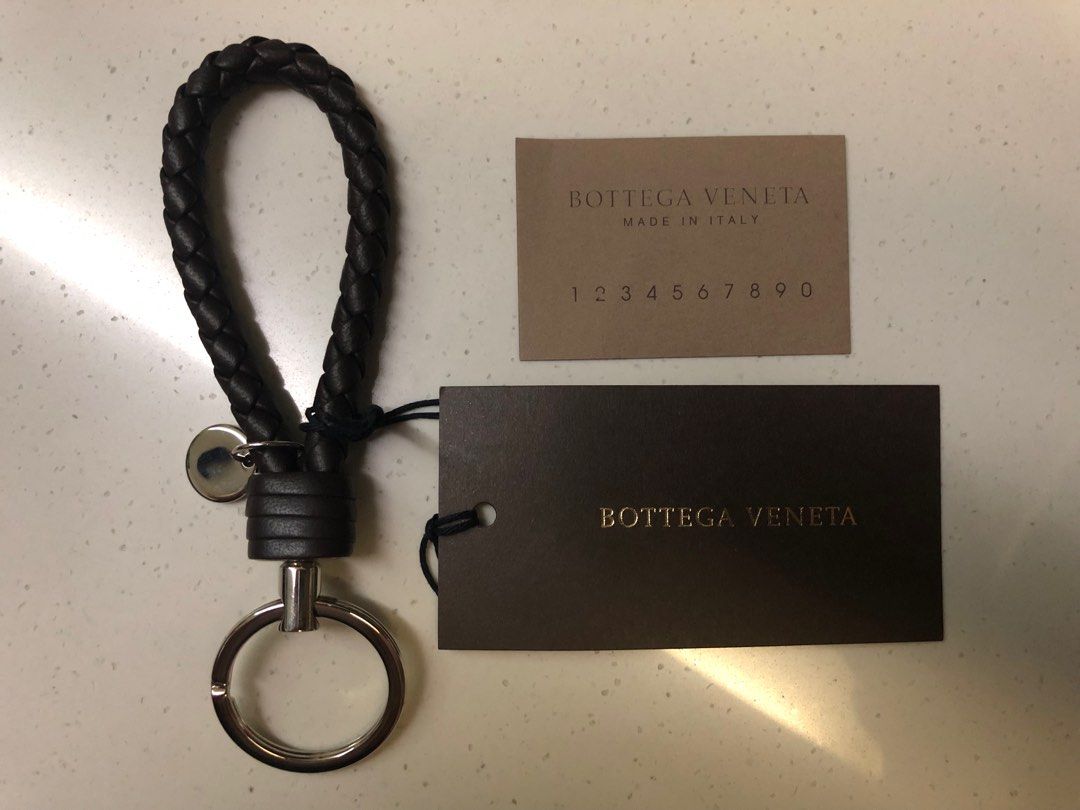 BOTTEGA VENETA
MADE IN ITALY
1 2 3 4 5 6 7 8 9 0
BOTTEGA VENETA